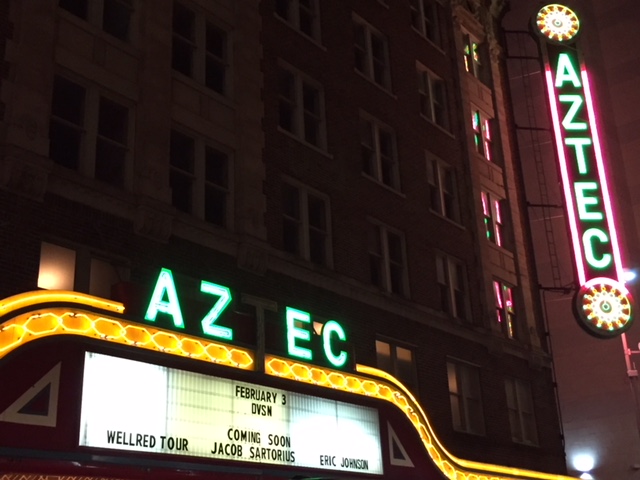 AZTEC
AZTEC
FEBRUARY 3
DVSN
COMING SOON
WELLRED TOUR JACOB SARTORIUS ERIC JOHNSON